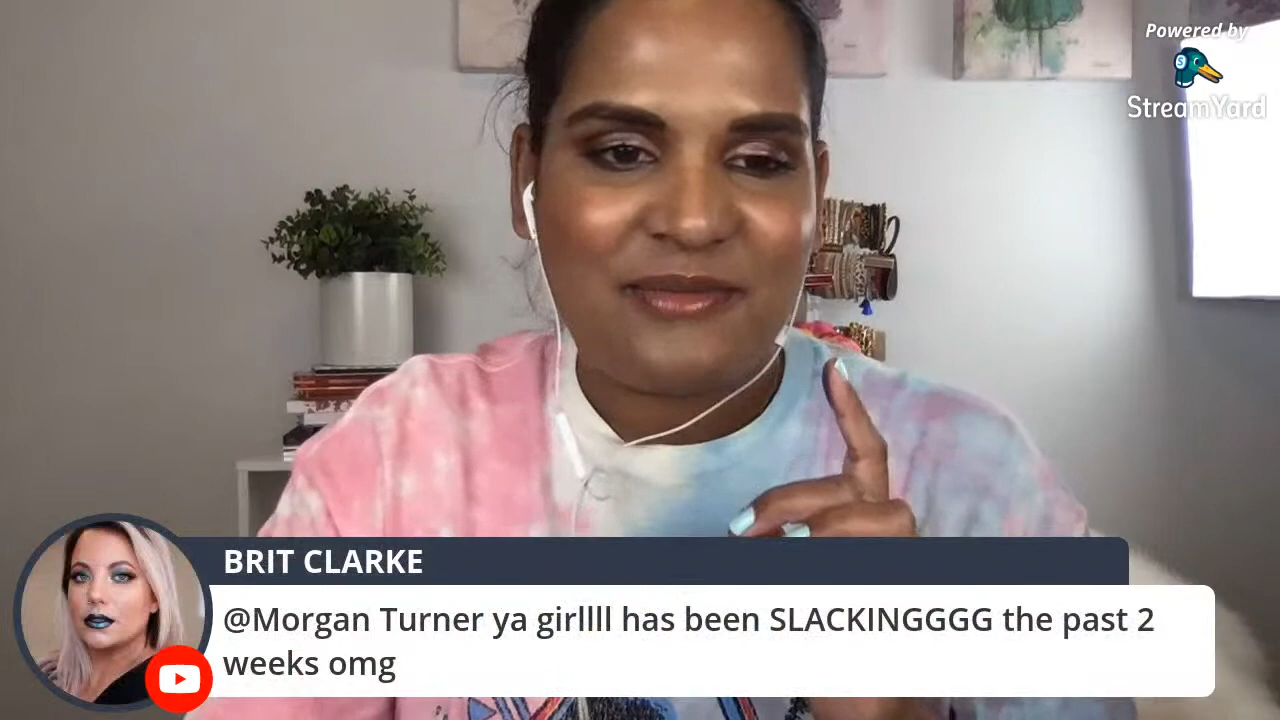 Powered by
S
StreamYard
BRIT CLARKE
@Morgan Turner ya girllll has been SLACKINGGGG the past 2
weeks omg